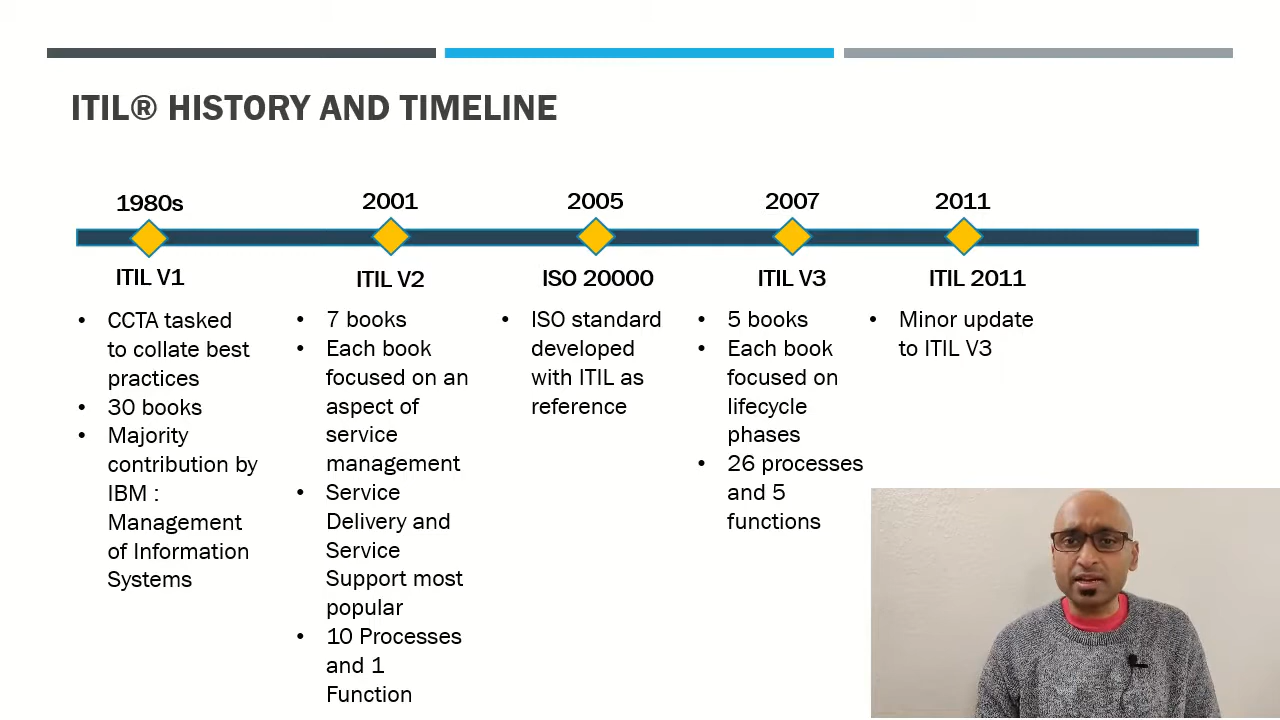 ITIL® HISTORY AND TIMELINE
1980s
ITIL V1
• CCTA tasked
to collate best
practices
• 30 books
• Majority
contribution by
IBM :
Management
of Information
Systems
2001
ITIL V2
• 7 books
• Each book
focused on an
aspect of
service
management
• Service
Delivery and
Service
Support most
popular
• 10 Processes
and 1
Function
2005
ISO 20000
• ISO standard
developed
with ITIL as
reference
2007
ITIL V3
• 5 books
• Each book
focused on
lifecycle
phases
• 26 processes
and 5
functions
2011
ITIL 2011
• Minor update
to ITIL V3